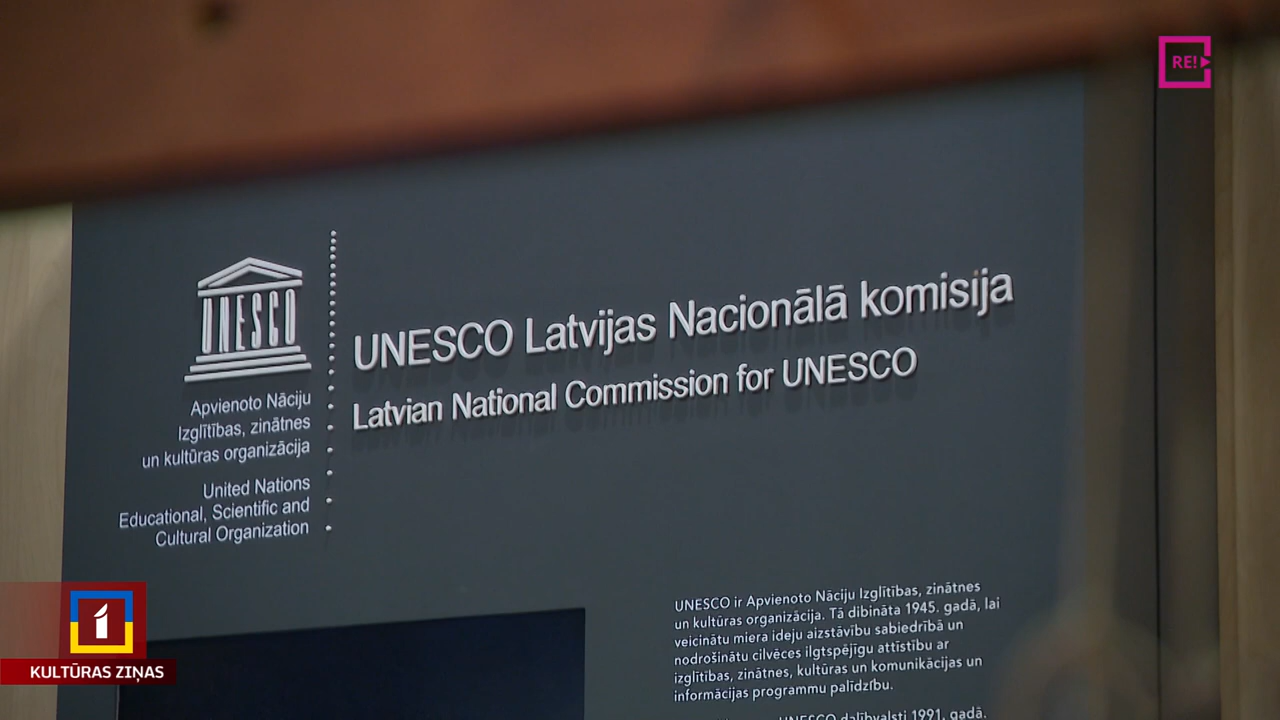 RE!
UNESCO
Apvienoto Nāciju
Izglītības, zinātnes
un kultūras organizācija
United Nations
Educational, Scientific and
Cultural Organization
UNESCO Latvijas Nacionālā komisija
Latvian National Commission for UNESCO
UNESCO ir Apvienoto Nāciju Izglītības, zinātnes
un kultūras organizācija. Tā dibināta 1945. gadā, lai
veicinātu miera ideju aizstāvību sabiedrībā un
nodrošinātu cilvēces ilgtspējīgu attīstību ar
izglītības, zinātnes, kultūras un komunikācijas un
informācijas programmu palīdzību.
UNESCO dalībvalsti 1991. gadā.
1
KULTŪRAS ZIŅAS